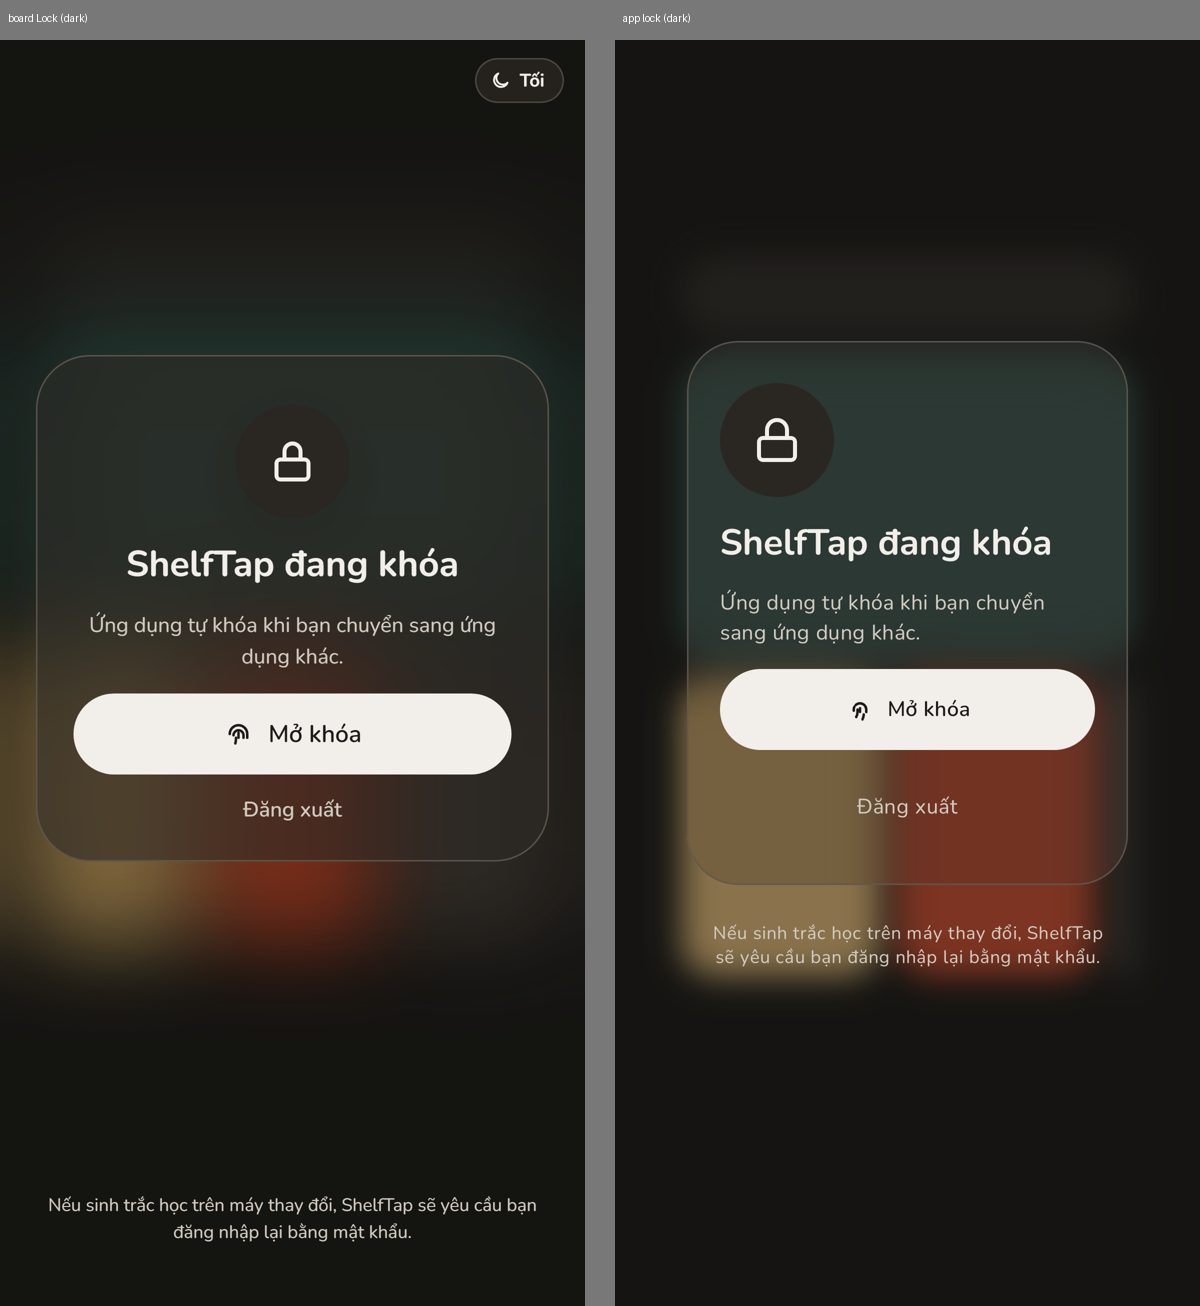 board Lock (dark)
Tối
ShelfTap đang khóa
Ứng dụng tự khóa khi bạn chuyển sang ứng
dụng khác.
Mở khóa
Đăng xuất
Nếu sinh trắc học trên máy thay đổi, ShelfTap sẽ yêu cầu bạn
đăng nhập lại bằng mật khẩu.
app lock (dark)
ShelfTap đang khóa
Ứng dụng tự khóa khi bạn chuyển
sang ứng dụng khác.
Mở khóa
Đăng xuất
Nếu sinh trắc học trên máy thay đổi, ShelfTap
sẽ yêu cầu bạn đăng nhập lại bằng mật khẩu.